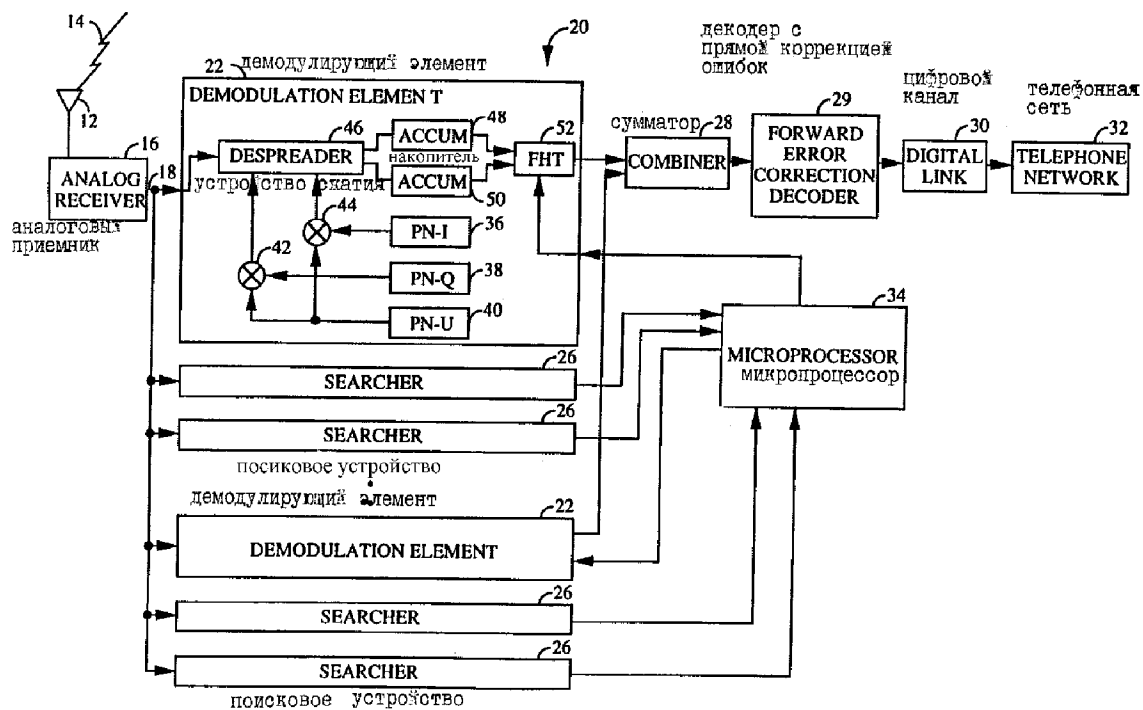 14
12
16
ANALOG
RECEIVER
18
аналоговых
приемник
20
22
демодулирующий элемент
DEMODULATION ELEMEN T
46
DESPREADER
устройство сжатия
48
ACCUM
накопитель
ACCUM
50
52
FHT
44
42
PN-I
36
PN-Q
38
PN-U
40
сумматор
28
COMBINER
декодер с
прямой коррекцией
ошибок
29
FORWARD
ERROR
CORRECTION
DECODER
цифровой
канал
30
DIGITAL
LINK
телефонная
сеть
32
TELEPHONE
NETWORK
34
MICROPROCESSOR
микропроцессор
26
SEARCHER
26
SEARCHER
посиковое устройство
демодулирующий элемент
22
DEMODULATION ELEMENT
26
SEARCHER
26
SEARCHER
поисковое устройство